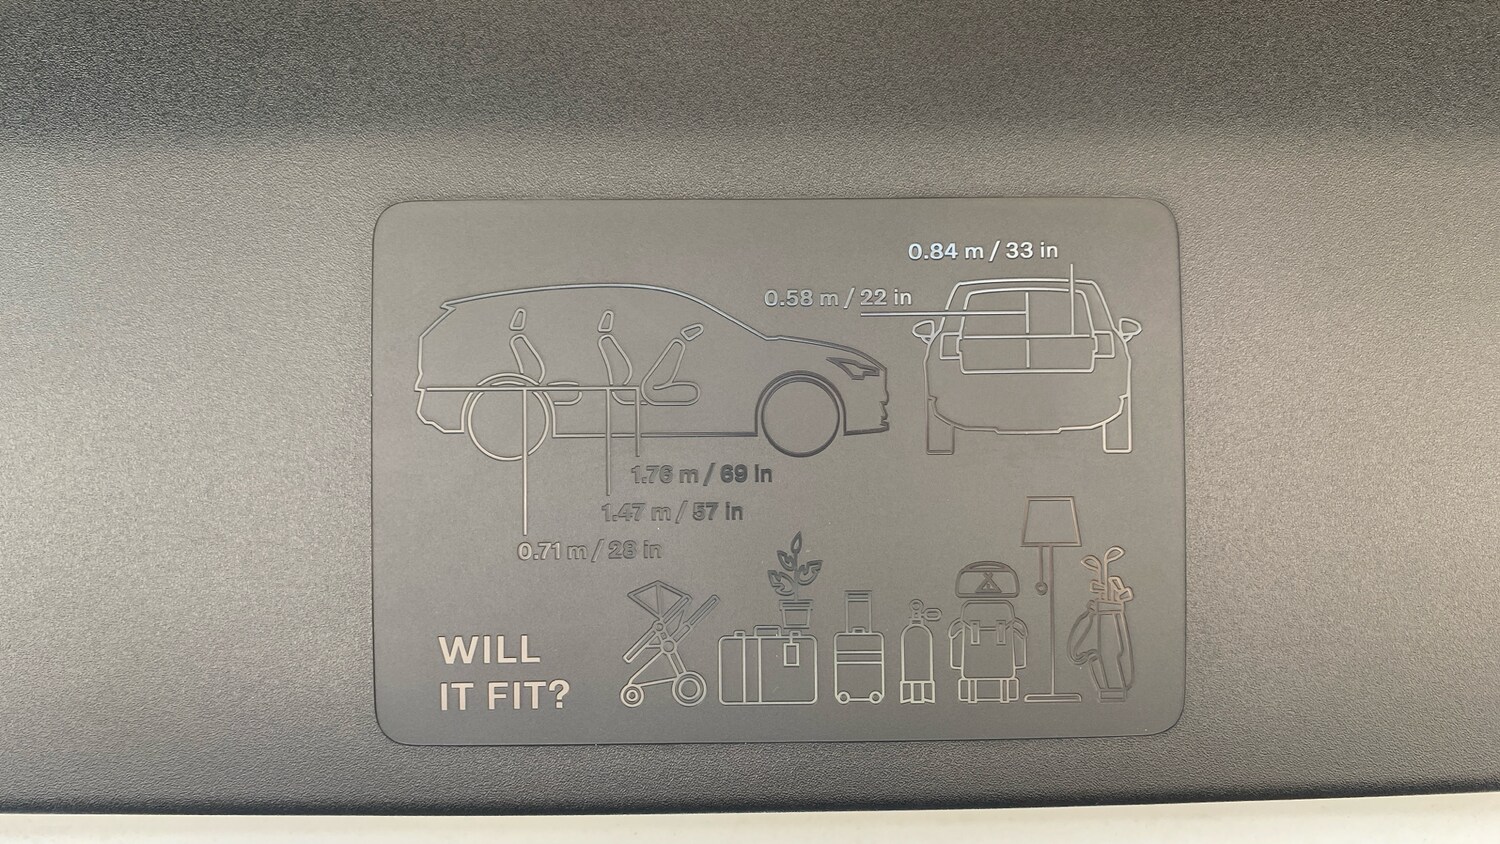 0.84 m / 33 in
0.58 m / 22 in
1.76 m / 69 in
1.47 m / 57 in
0.71 m / 28 in
WILL
IT FIT?